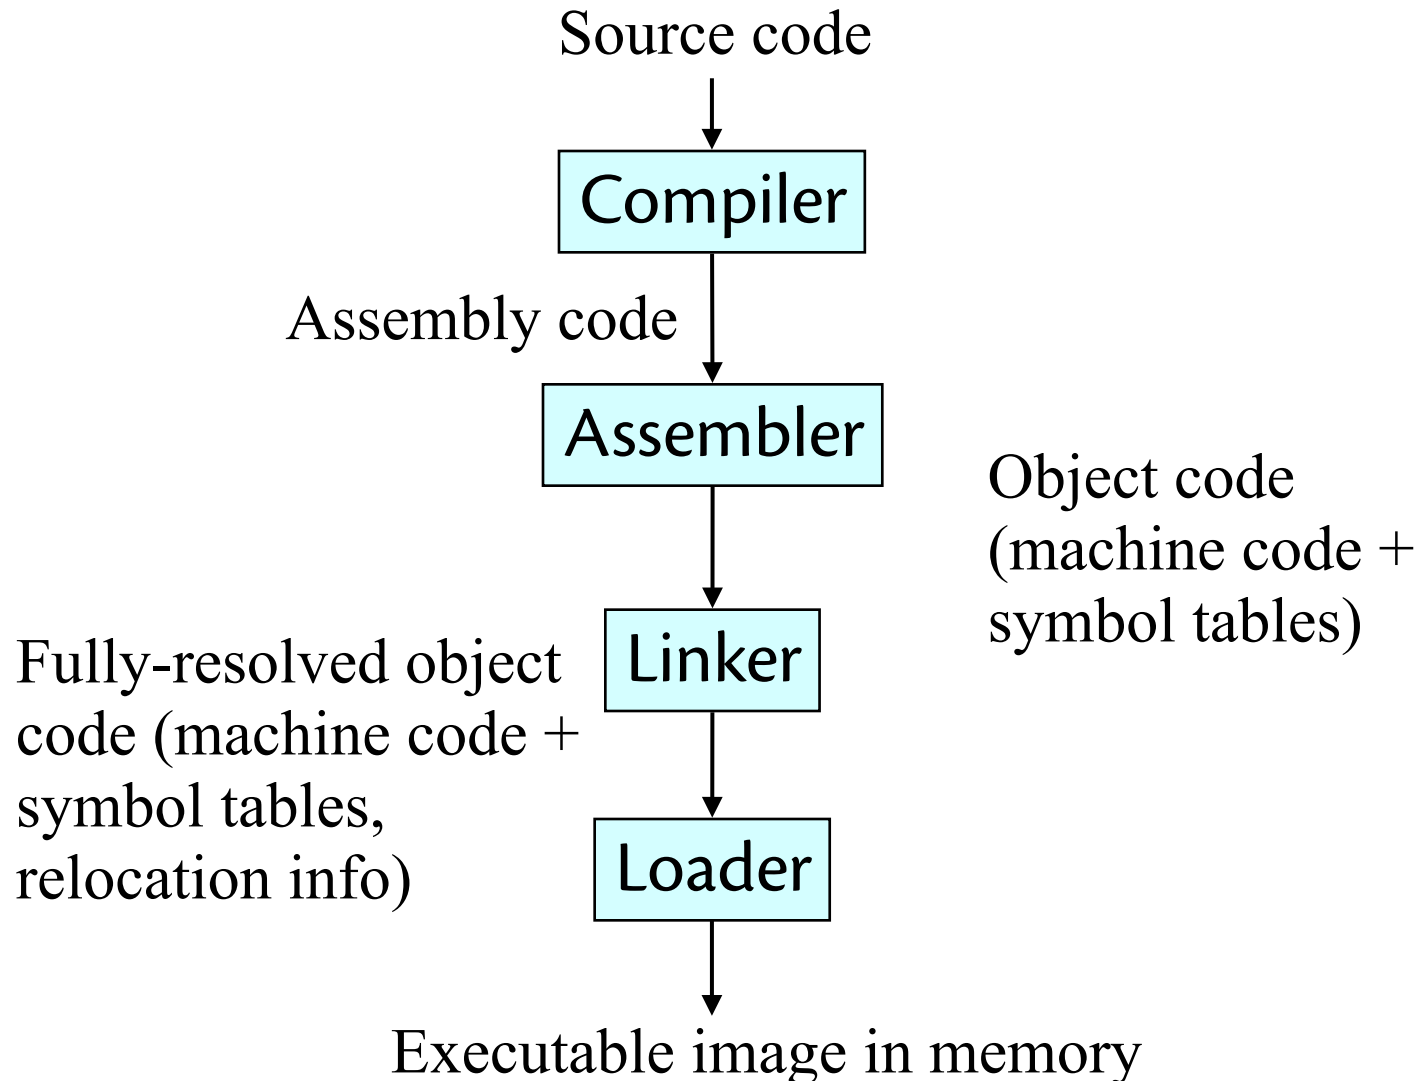 Source code
Compiler
Assembly code
Assembler
Object code
(machine code +
symbol tables)
Linker
Fully-resolved object
code (machine code +
symbol tables,
relocation info)
Loader
Executable image in memory